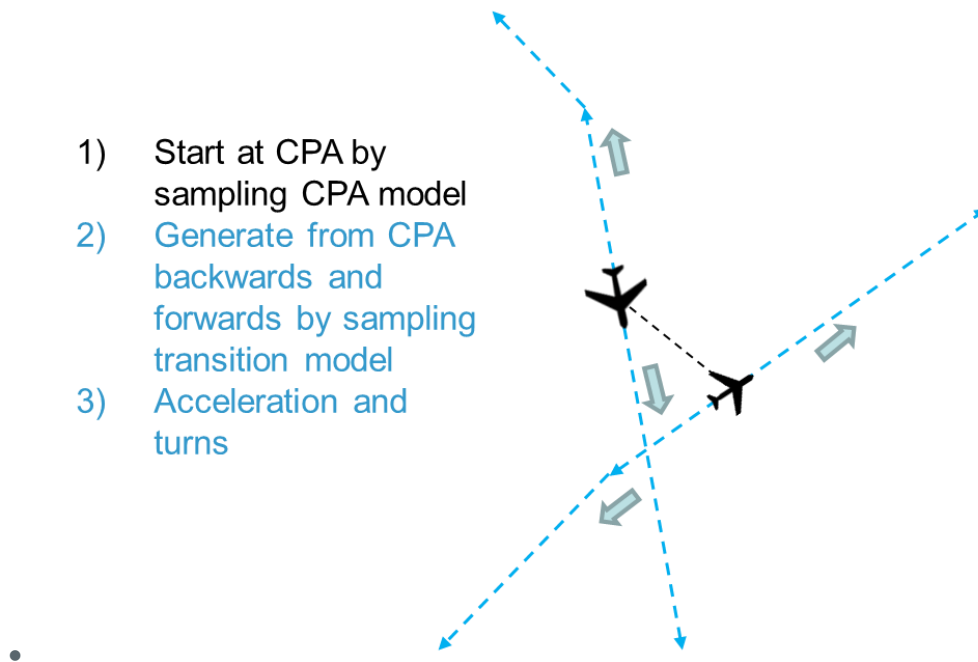 1) Start at CPA by
sampling CPA model
2) Generate from CPA
backwards and
forwards by sampling
transition model
3) Acceleration and
turns